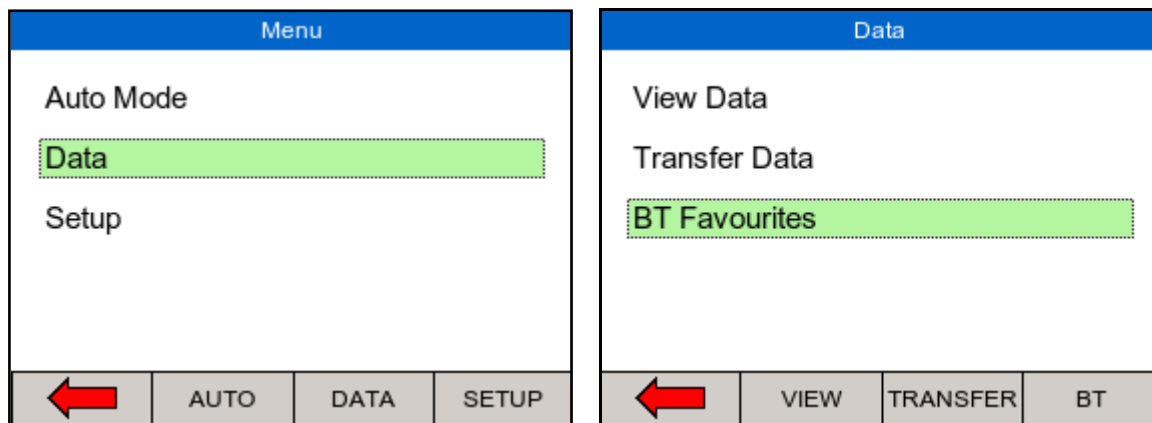 Menu
Auto Mode
Data
Setup
AUTO DATA SETUP
Data
View Data
Transfer Data
BT Favourites
VIEW TRANSFER BT